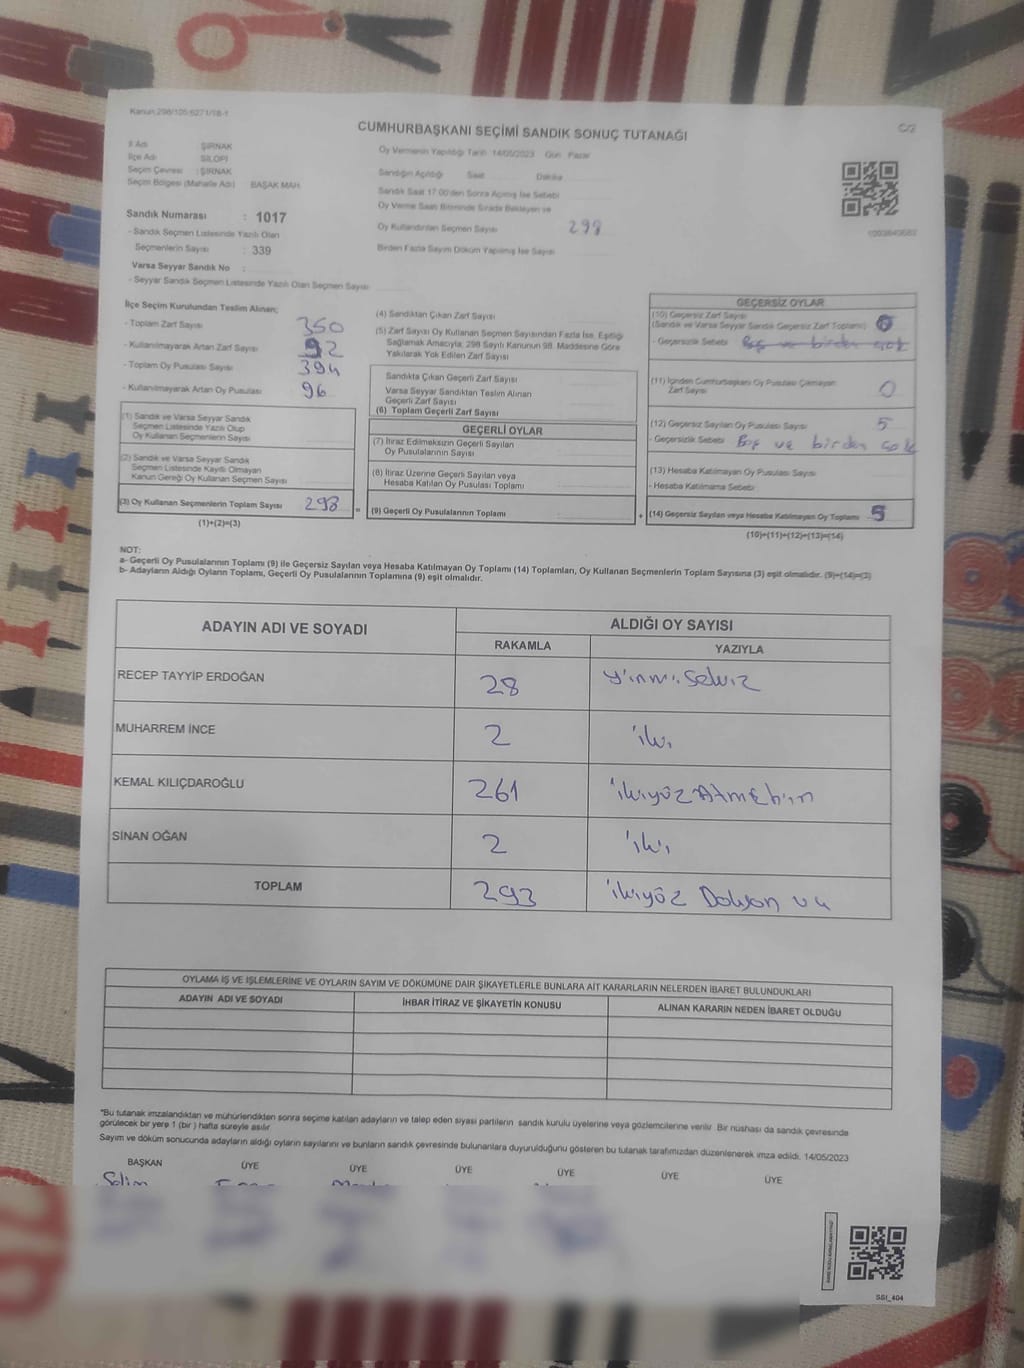 Kanun:298/105-6271/18-1
C/2
CUMHURBAŞKANI SEÇİMİ SANDIK SONUÇ TUTANAĞI
İl Adı : ŞIRNAK
İlçe Adı : SİLOPİ
Seçim Çevresi : ŞIRNAK
Seçim Bölgesi (Mahalle Adı) BAŞAK MAH.
Sandık Numarası : 1017
- Sandık Seçmen Listesinde Yazılı Olan
Seçmenlerin Sayısı : 339
Varsa Seyyar Sandık No :
- Seyyar Sandık Seçmen Listesinde Yazılı Olan Seçmen Sayısı
Oy Vermenin Yapıldığı Tarih 14/05/2023 Gün Pazar
Sandığın Açıldığı Saat Dakika
Sandık Saat 17.00'den Sonra Açılmış İse Sebebi
Oy Verme Saati Bitiminde Sırada Bekleyen ve
Oy Kullandırılan Seçmen Sayısı 298
Birden Fazla Sayım Döküm Yapılmış İse Sayısı
İlçe Seçim Kurulundan Teslim Alınan;
- Toplam Zarf Sayısı 350
- Kullanılmayarak Artan Zarf Sayısı 92
- Toplam Oy Pusulası Sayısı 394
- Kullanılmayarak Artan Oy Pusulası 96
(1) Sandık ve Varsa Seyyar Sandık
Seçmen Listesinde Yazılı Olup
Oy Kullanan Seçmenlerin Sayısı
(2) Sandık ve Varsa Seyyar Sandık
Seçmen Listesinde Kayıtlı Olmayan
Kanun Gereği Oy Kullanan Seçmen Sayısı
(3) Oy Kullanan Seçmenlerin Toplam Sayısı 298
(1)+(2)=(3)
(4) Sandıktan Çıkan Zarf Sayısı
(5) Zarf Sayısı Oy Kullanan Seçmen Sayısından Fazla İse, Eşitliği
Sağlamak Amacıyla, 298 Sayılı Kanunun 98. Maddesine Göre
Yakılarak Yok Edilen Zarf Sayısı
Sandıkta Çıkan Geçerli Zarf Sayısı
Varsa Seyyar Sandıktan Teslim Alınan
Geçerli Zarf Sayısı
(6) Toplam Geçerli Zarf Sayısı
GEÇERLİ OYLAR
(7) İtiraz Edilmeksizin Geçerli Sayılan
Oy Pusulalarının Sayısı
(8) İtiraz Üzerine Geçerli Sayılan veya
Hesaba Katılan Oy Pusulası Toplamı
= (9) Geçerli Oy Pusulalarının Toplamı
GEÇERSİZ OYLAR
(10) Geçersiz Zarf Sayısı
(Sandık ve Varsa Seyyar Sandık Geçersiz Zarf Toplamı)
- Geçersizlik Sebebi Boş ve birden çok
(11) İçinden Cumhurbaşkanı Oy Pusulası Çıkmayan
Zarf Sayısı 0
(12) Geçersiz Sayılan Oy Pusulası Sayısı 5
- Geçersizlik Sebebi Boş ve birden çok
(13) Hesaba Katılmayan Oy Pusulası Sayısı
- Hesaba Katılmama Sebebi
+ (14) Geçersiz Sayılan veya Hesaba Katılmayan Oy Toplamı 5
(10)+(11)+(12)+(13)=(14)
NOT:
a- Geçerli Oy Pusulalarının Toplamı (9) ile Geçersiz Sayılan veya Hesaba Katılmayan Oy Toplamı (14) Toplamları, Oy Kullanan Seçmenlerin Toplam Sayısına (3) eşit olmalıdır. (9)+(14)=(3)
b- Adayların Aldığı Oyların Toplamı, Geçerli Oy Pusulalarının Toplamına (9) eşit olmalıdır.
ADAYIN ADI VE SOYADI ALDIĞI OY SAYISI
RAKAMLA YAZIYLA
RECEP TAYYİP ERDOĞAN 28 yirmi sekiz
MUHARREM İNCE 2 iki
KEMAL KILIÇDAROĞLU 261 ikiyüz Atmışbirn
SİNAN OĞAN 2 iki
TOPLAM 293 ikiyüz Doksan üç
OYLAMA İŞ VE İŞLEMLERİNE VE OYLARIN SAYIM VE DÖKÜMÜNE DAİR ŞİKAYETLERLE BUNLARA AİT KARARLARIN NELERDEN İBARET BULUNDUKLARI
ADAYIN ADI VE SOYADI İHBAR İTİRAZ VE ŞİKAYETİN KONUSU ALINAN KARARIN NEDEN İBARET OLDUĞU
*Bu tutanak imzalandıktan ve mühürlendikten sonra seçime katılan adayların ve talep eden siyasi partilerin sandık kurulu üyelerine veya gözlemcilerine verilir. Bir nüshası da sandık çevresinde
görülecek bir yere 1 (bir) hafta süreyle asılır.
Sayım ve döküm sonucunda adayların aldığı oyların sayılarını ve bunların sandık çevresinde bulunanlara duyurulduğunu gösteren bu tutanak tarafımızdan düzenlenerek imza edildi. 14/05/2023
BAŞKAN ÜYE ÜYE ÜYE ÜYE ÜYE ÜYE
Selim
SSI_404